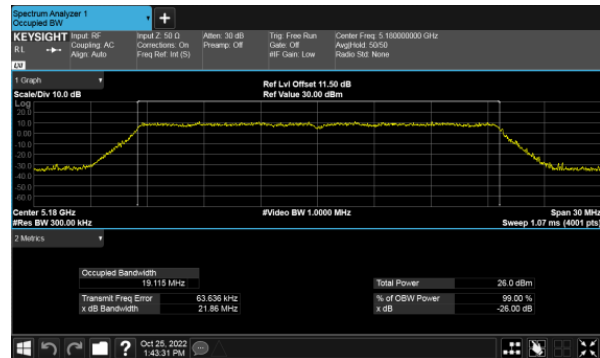 Spectrum Analyzer 1
Occupied BW
+
KEYSIGHT Input: RF Input Z: 50 Ω Atten: 30 dB Trig: Free Run Center Freq: 5.180000000 GHz
RL Coupling: AC Corrections: On Preamp: Off Gate: Off Avg|Hold: 50/50
Align: Auto Freq Ref: Int (S) #IF Gain: Low Radio Std: None
LXI
1 Graph
Ref Lvl Offset 11.50 dB
Scale/Div 10.0 dB Ref Value 30.00 dBm
Log
20.0
10.0
0.00
-10.0
-20.0
-30.0
-40.0
-50.0
-60.0
Center 5.18 GHz #Video BW 1.0000 MHz Span 30 MHz
#Res BW 300.00 kHz Sweep 1.07 ms (4001 pts)
2 Metrics
Occupied Bandwidth
19.115 MHz Total Power 26.0 dBm
Transmit Freq Error 63.636 kHz % of OBW Power 99.00 %
x dB Bandwidth 21.86 MHz x dB -26.00 dB
? Oct 25, 2022
1:43:31 PM